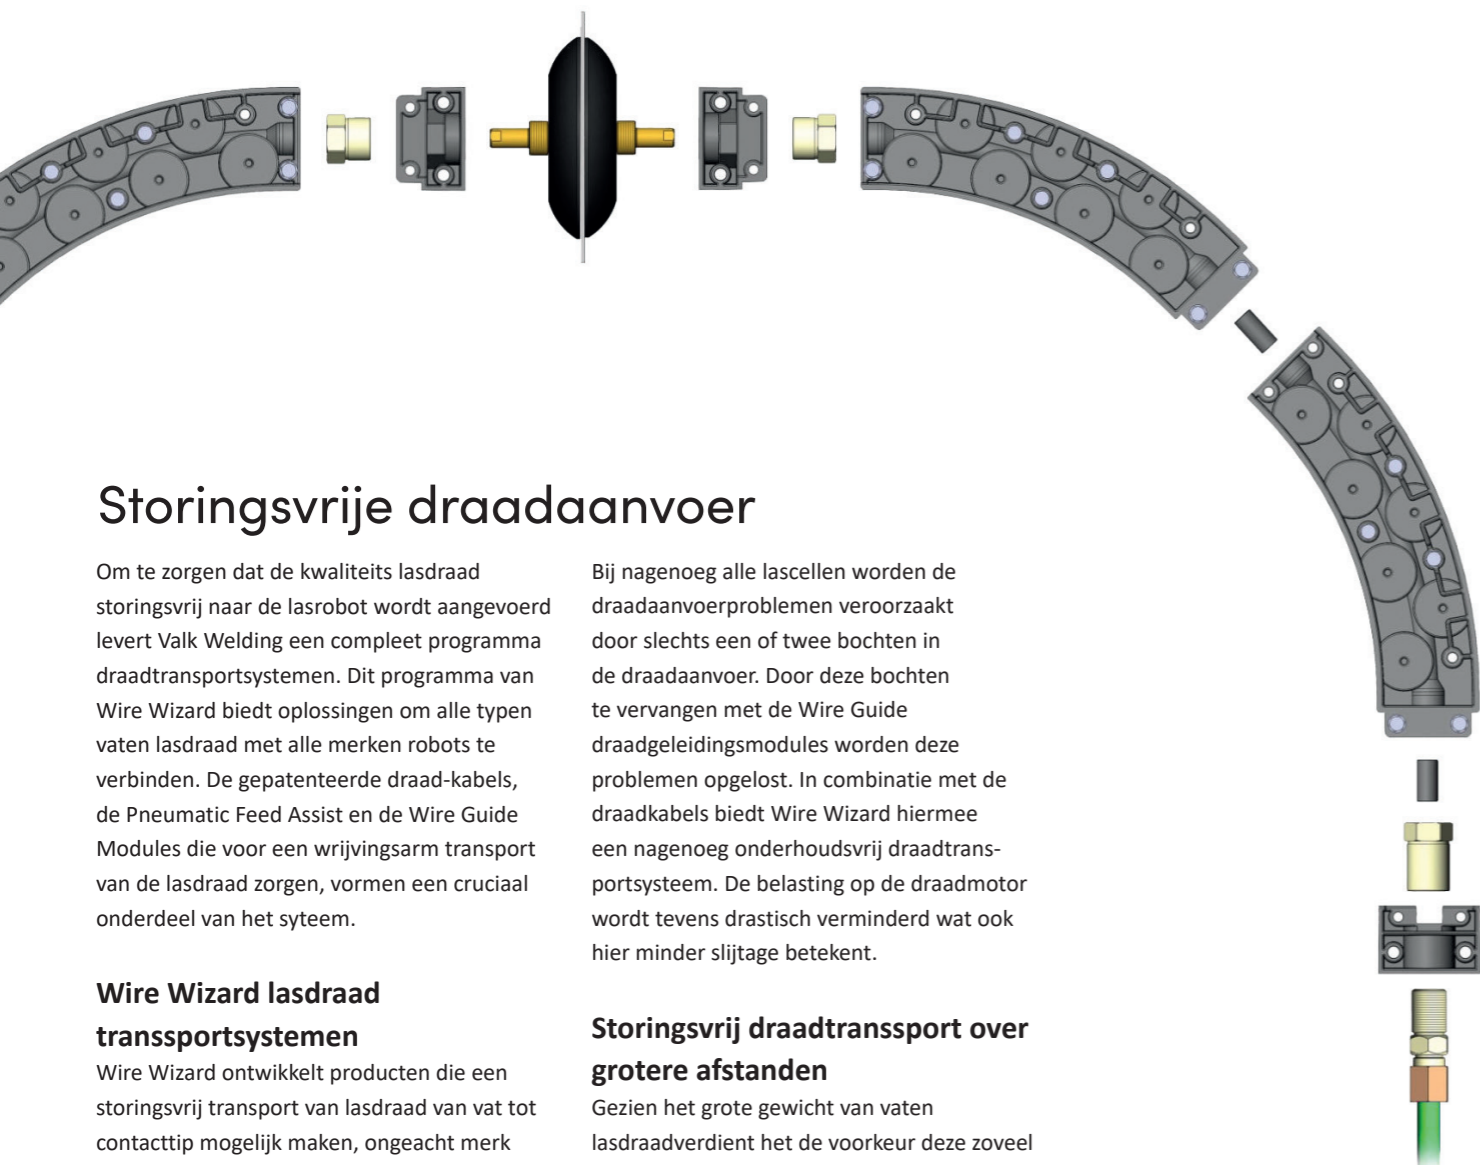 Storingsvrije draadaanvoer
Om te zorgen dat de kwaliteits lasdraad
storingsvrij naar de lasrobot wordt aangevoerd
levert Valk Welding een compleet programma
draadtransportsystemen. Dit programma van
Wire Wizard biedt oplossingen om alle typen
vaten lasdraad met alle merken robots te
verbinden. De gepatenteerde draad-kabels,
de Pneumatic Feed Assist en de Wire Guide
Modules die voor een wrijvingsarm transport
van de lasdraad zorgen, vormen een cruciaal
onderdeel van het syteem.
Wire Wizard lasdraad
transsportsystemen
Wire Wizard ontwikkelt producten die een
storingsvrij transport van lasdraad van vat tot
contacttip mogelijk maken, ongeacht merk
Bij nagenoeg alle lascellen worden de
draadaanvoerproblemen veroorzaakt
door slechts een of twee bochten in
de draadaanvoer. Door deze bochten
te vervangen met de Wire Guide
draadgeleidingsmodules worden deze
problemen opgelost. In combinatie met de
draadkabels biedt Wire Wizard hiermee
een nagenoeg onderhoudsvrij draadtrans-
portsysteem. De belasting op de draadmotor
wordt tevens drastisch verminderd wat ook
hier minder slijtage betekent.
Storingsvrij draadtranssport over
grotere afstanden
Gezien het grote gewicht van vaten
lasdraadverdient het de voorkeur deze zoveel